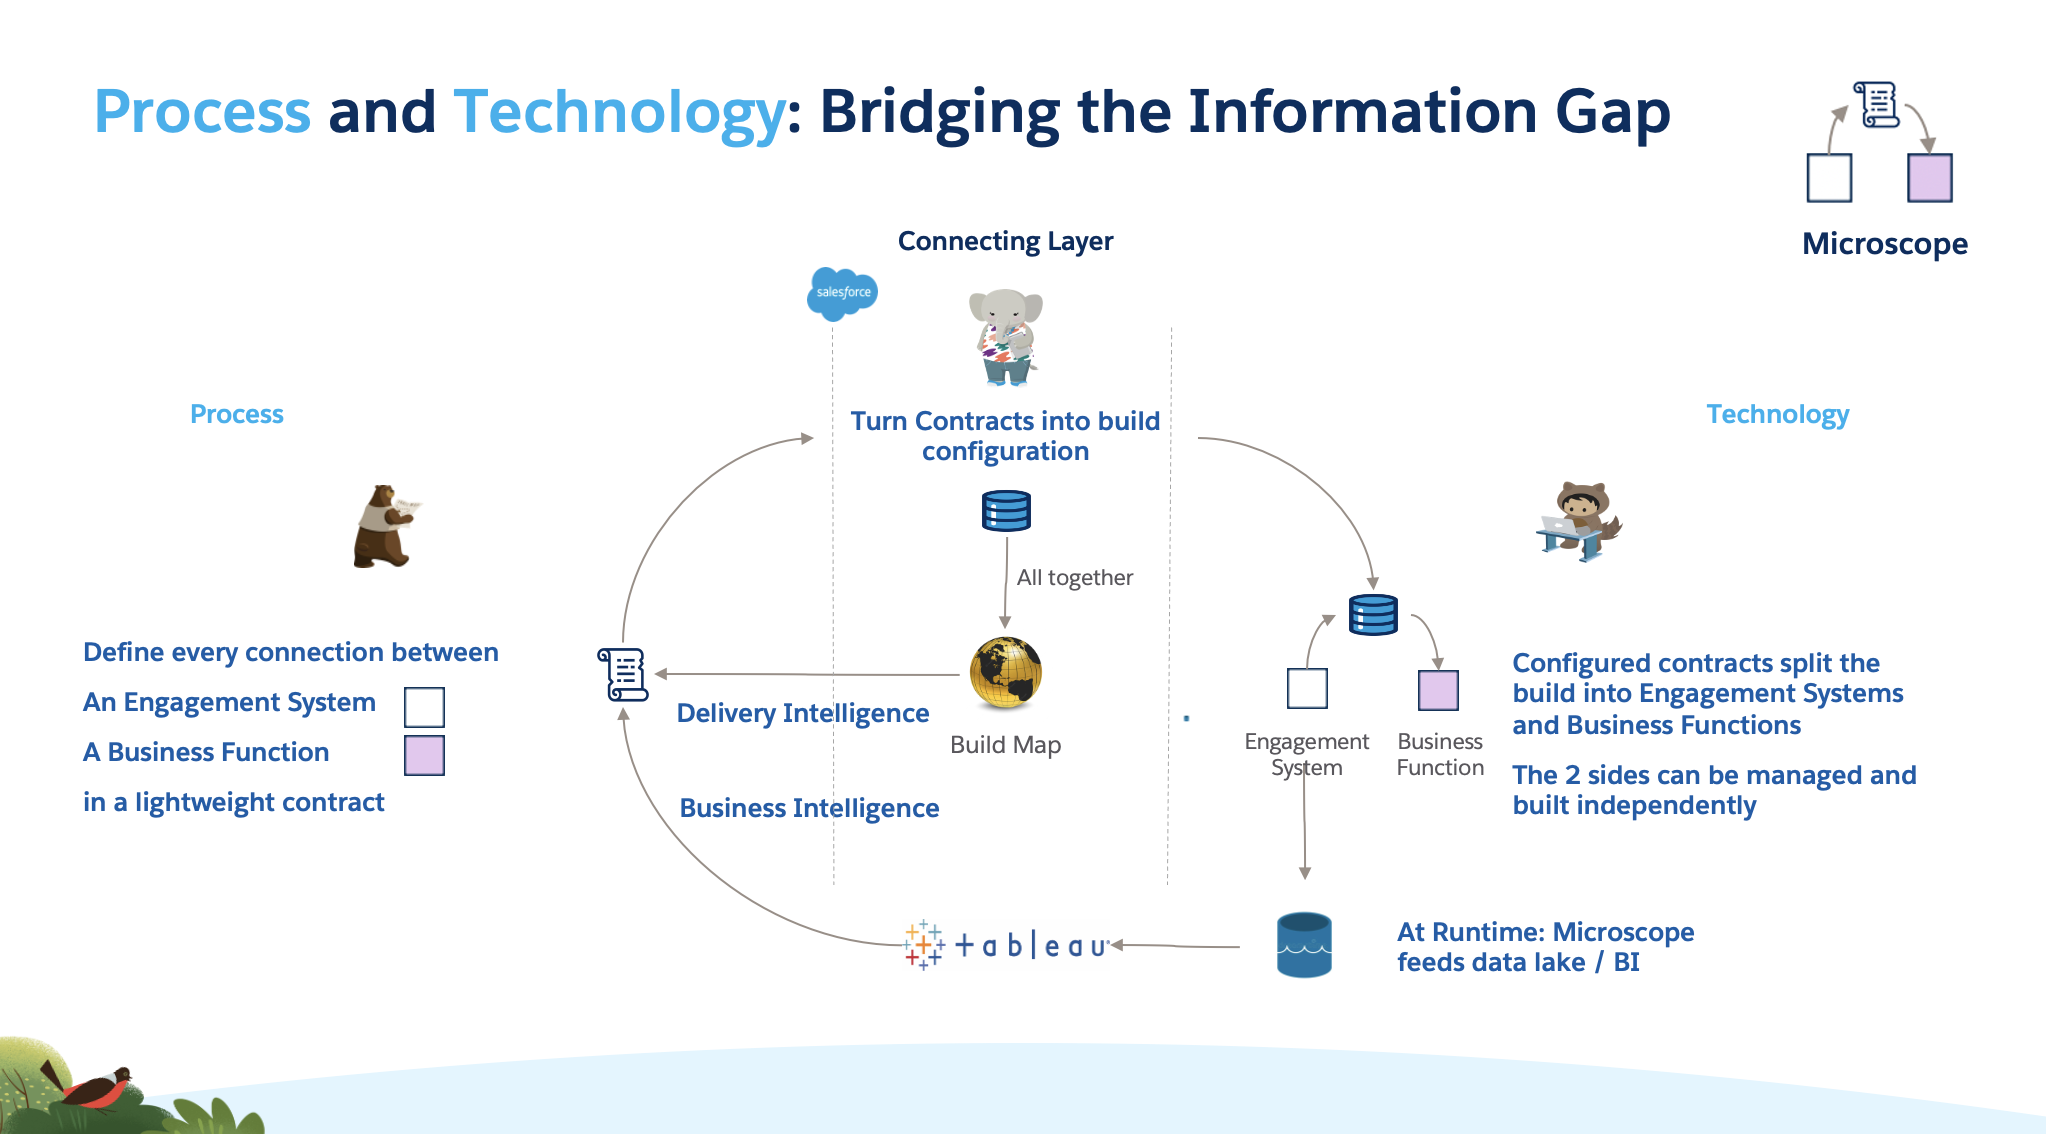 Process and Technology: Bridging the Information Gap
Microscope
Connecting Layer
salesforce
Process
Technology
Turn Contracts into build
configuration
All together
Define every connection between
An Engagement System
A Business Function
in a lightweight contract
Delivery Intelligence
Build Map
Business Intelligence
Engagement
System
Business
Function
Configured contracts split the
build into Engagement Systems
and Business Functions
The 2 sides can be managed and
built independently
tableau
At Runtime: Microscope
feeds data lake / BI